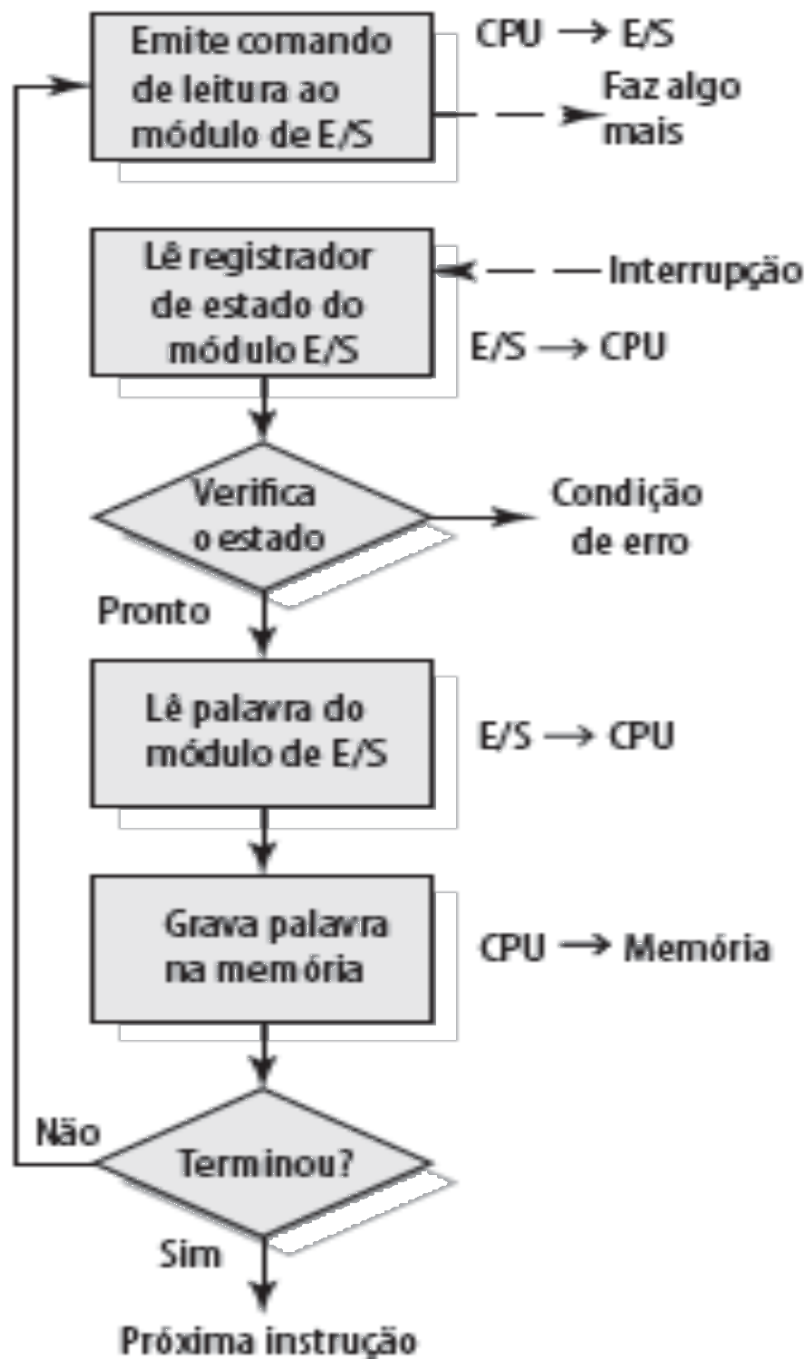 Emite comando
de leitura ao
módulo de E/S
CPU → E/S
Faz algo
mais
Lê registrador
de estado do
módulo E/S
Interrupção
E/S → CPU
Verifica
o estado
Condição
de erro
Pronto
Lê palavra do
módulo de E/S
E/S → CPU
Grava palavra
na memória
CPU → Memória
Não
Terminou?
Sim
Próxima instrução